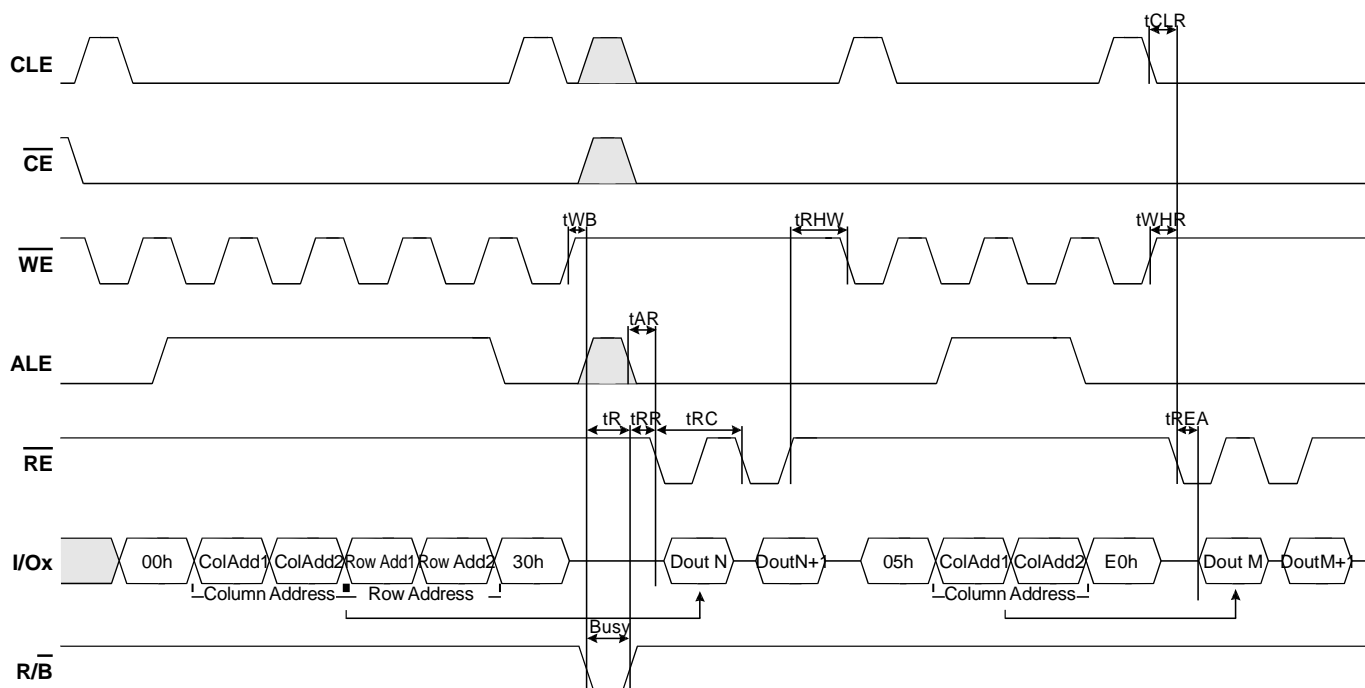 tCLR
CLE
CE
tWB
tRHW
tWHR
WE
tAR
ALE
tR
tRR
tRC
tREA
RE
I/Ox
00h
ColAdd1
ColAdd2
Row Add1
Row Add2
30h
Dout N
DoutN+1
05h
ColAdd1
ColAdd2
E0h
Dout M
DoutM+1
Column Address
Row Address
Column Address
Busy
R/B